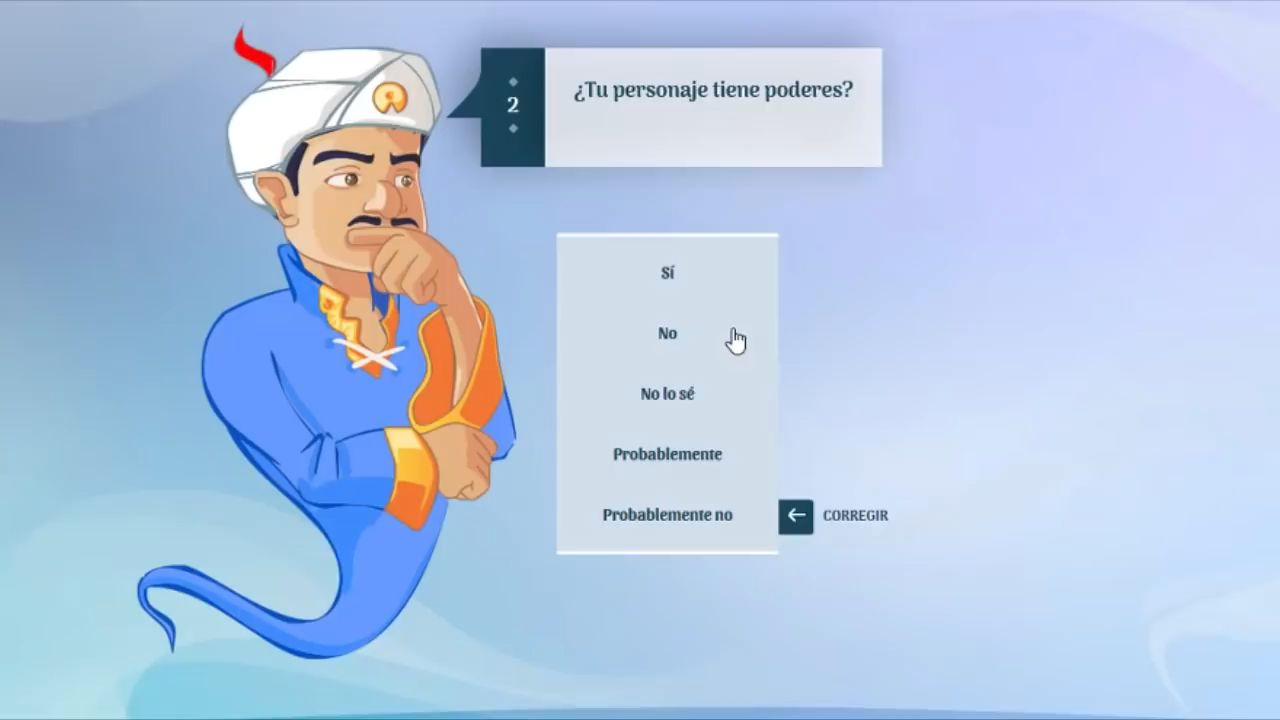 2
¿Tu personaje tiene poderes?
Sí
No
No lo sé
Probablemente
Probablemente no
CORREGIR